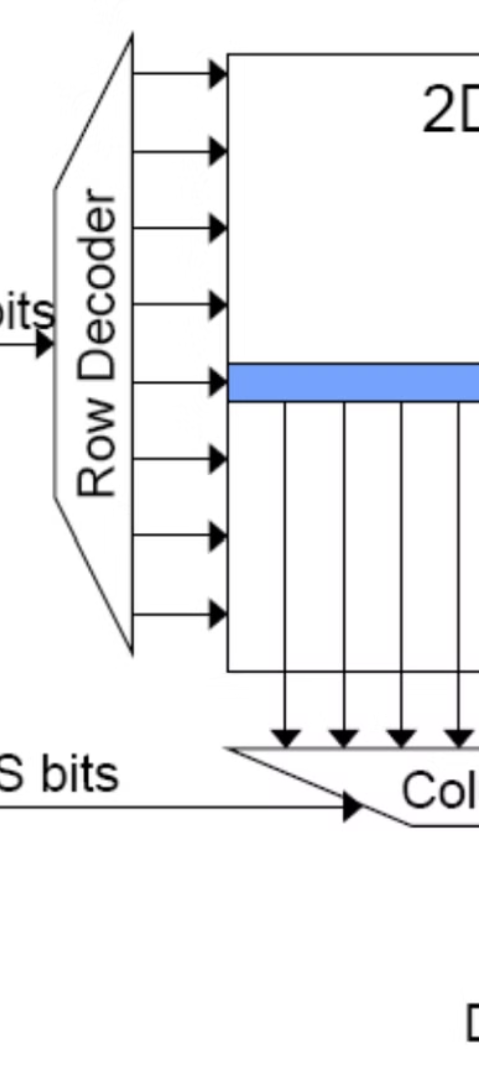 2D
Row Decoder
bits
S bits
Col
D